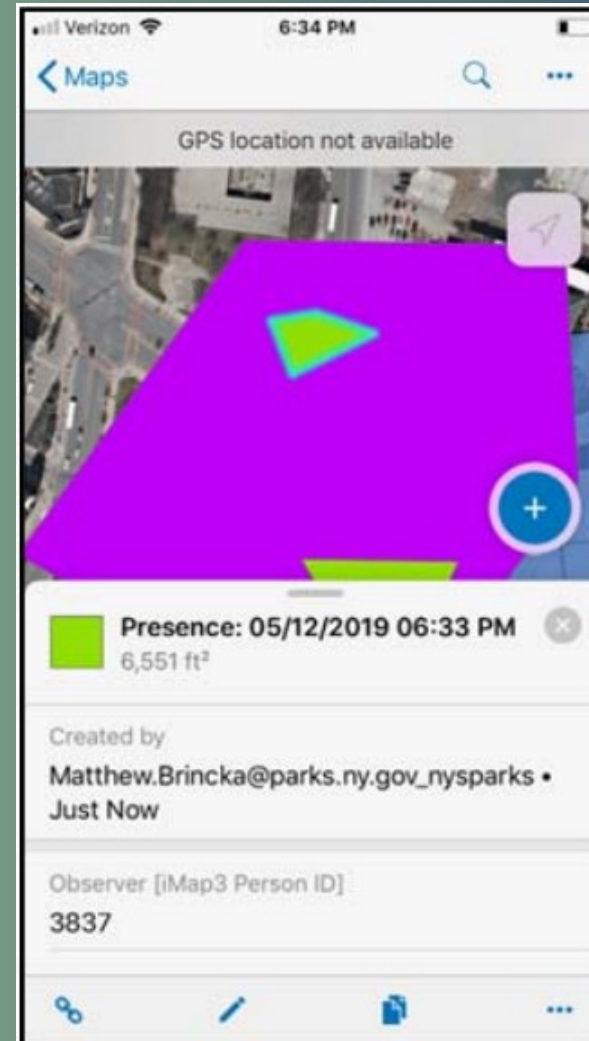 Verizon 6:34 PM
Maps
GPS location not available
Presence: 05/12/2019 06:33 PM
6,551 ft²
Created by
Matthew.Brincka@parks.ny.gov_nysparks •
Just Now
Observer [iMap3 Person ID]
3837